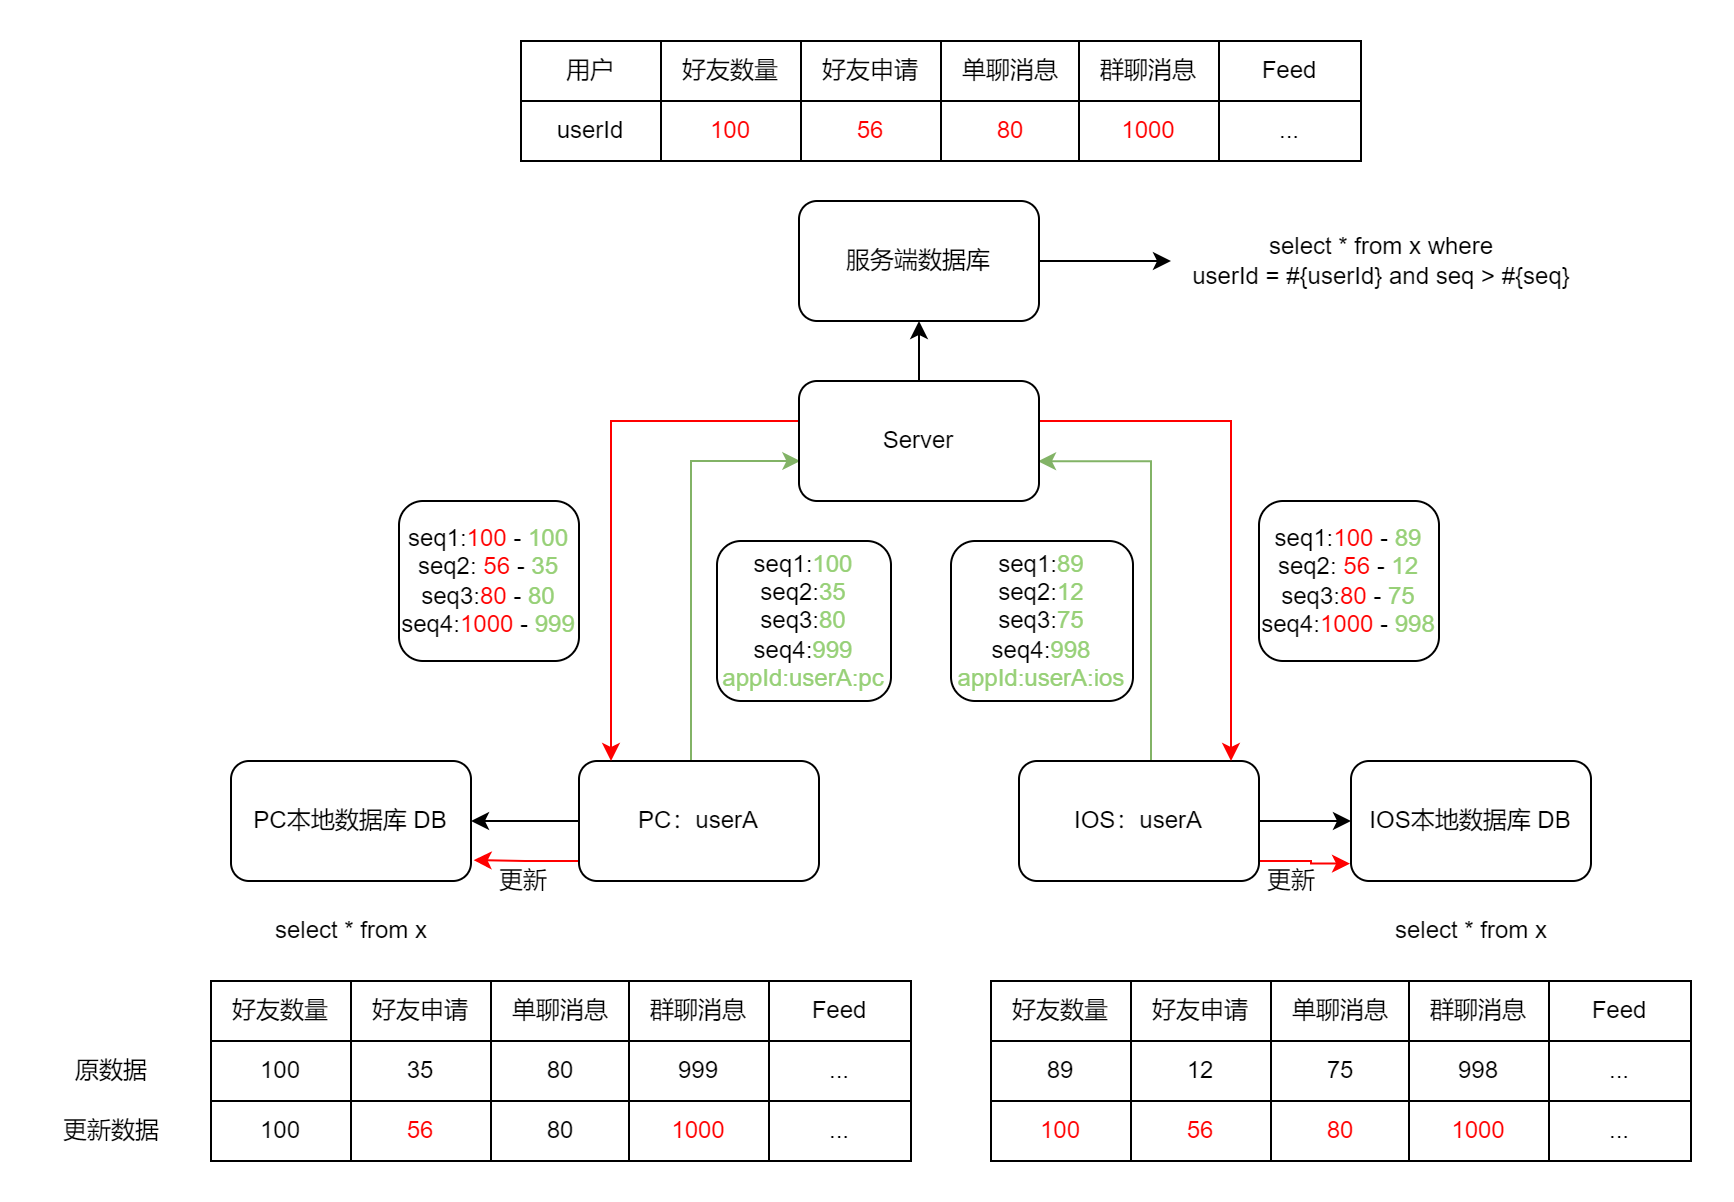 用户 好友数量 好友申请 单聊消息 群聊消息 Feed
userId 100 56 80 1000 ...
服务端数据库
select * from x where
userId = #{userId} and seq > #{seq}
Server
seq1:100 - 100
seq2: 56 - 35
seq3:80 - 80
seq4:1000 - 999
seq1:100
seq2:35
seq3:80
seq4:999
appId:userA:pc
seq1:89
seq2:12
seq3:75
seq4:998
appId:userA:ios
seq1:100 - 89
seq2: 56 - 12
seq3:80 - 75
seq4:1000 - 998
PC本地数据库 DB
PC：userA
IOS：userA
IOS本地数据库 DB
更新
更新
select * from x
select * from x
好友数量 好友申请 单聊消息 群聊消息 Feed
原数据 100 35 80 999 ...
更新数据 100 56 80 1000 ...
好友数量 好友申请 单聊消息 群聊消息 Feed
89 12 75 998 ...
100 56 80 1000 ...